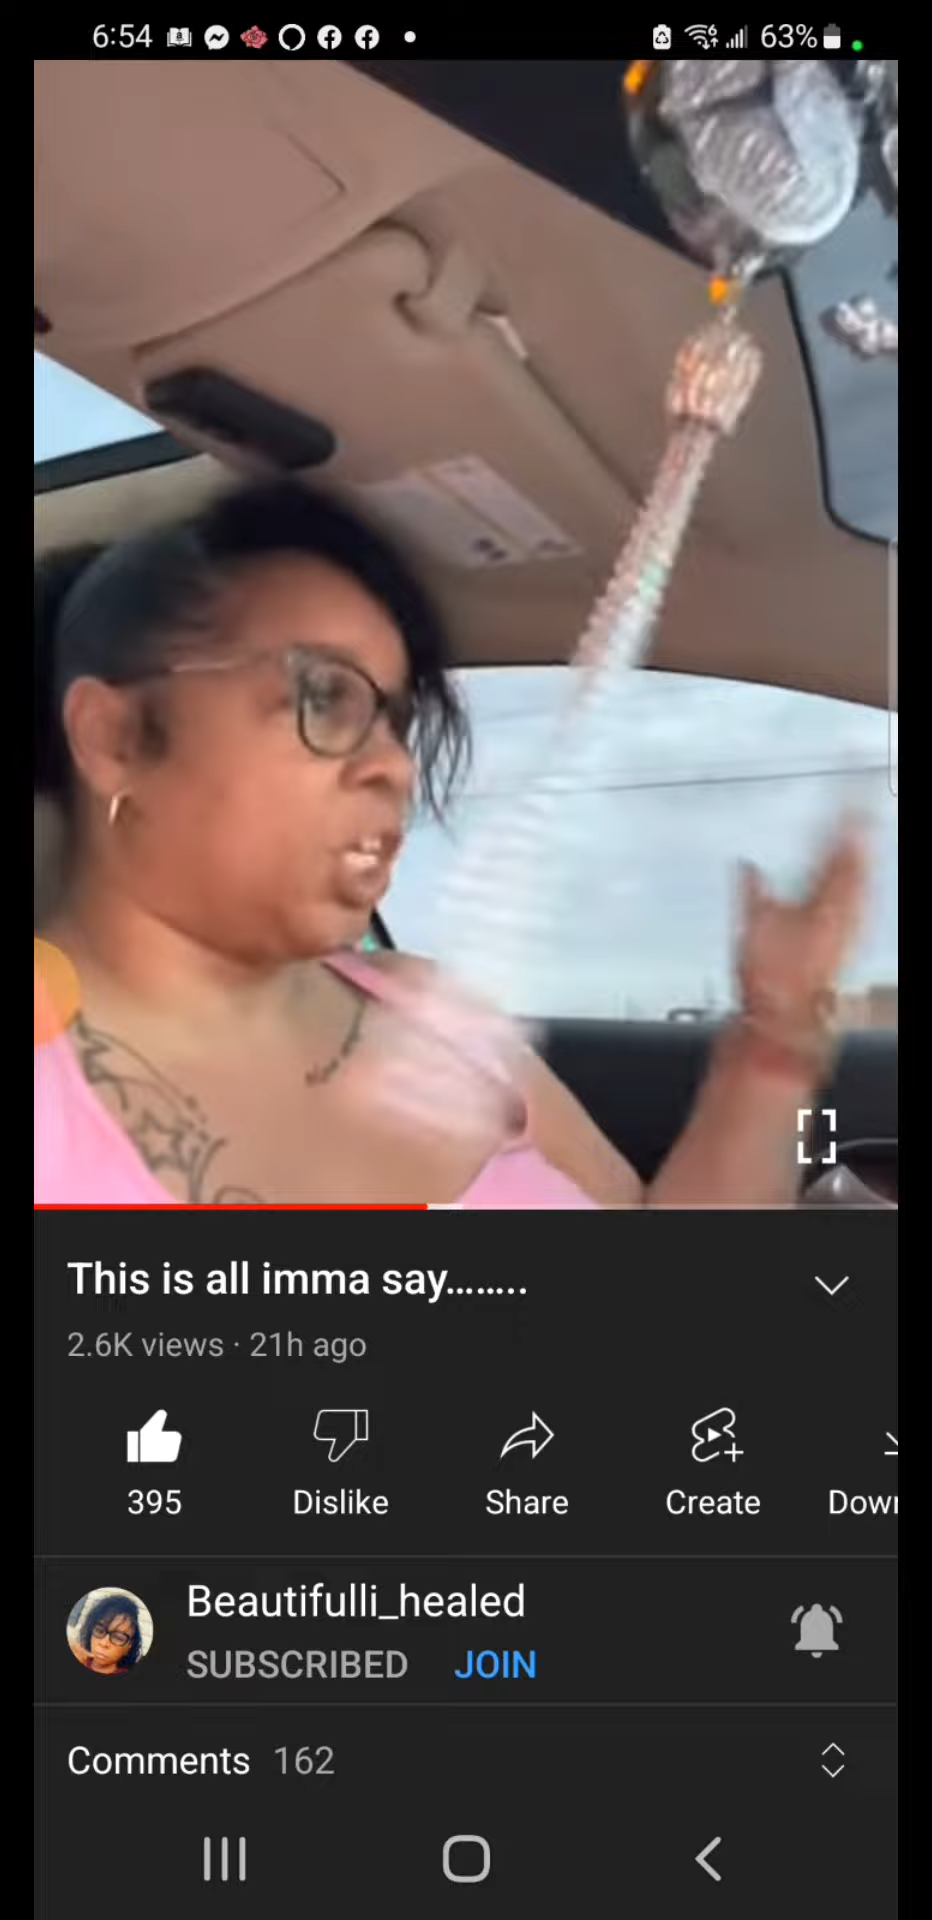 6:54 63%
This is all imma say........
2.6K views · 21h ago
395 Dislike Share Create Down
Beautifulli_healed
SUBSCRIBED JOIN
Comments 162